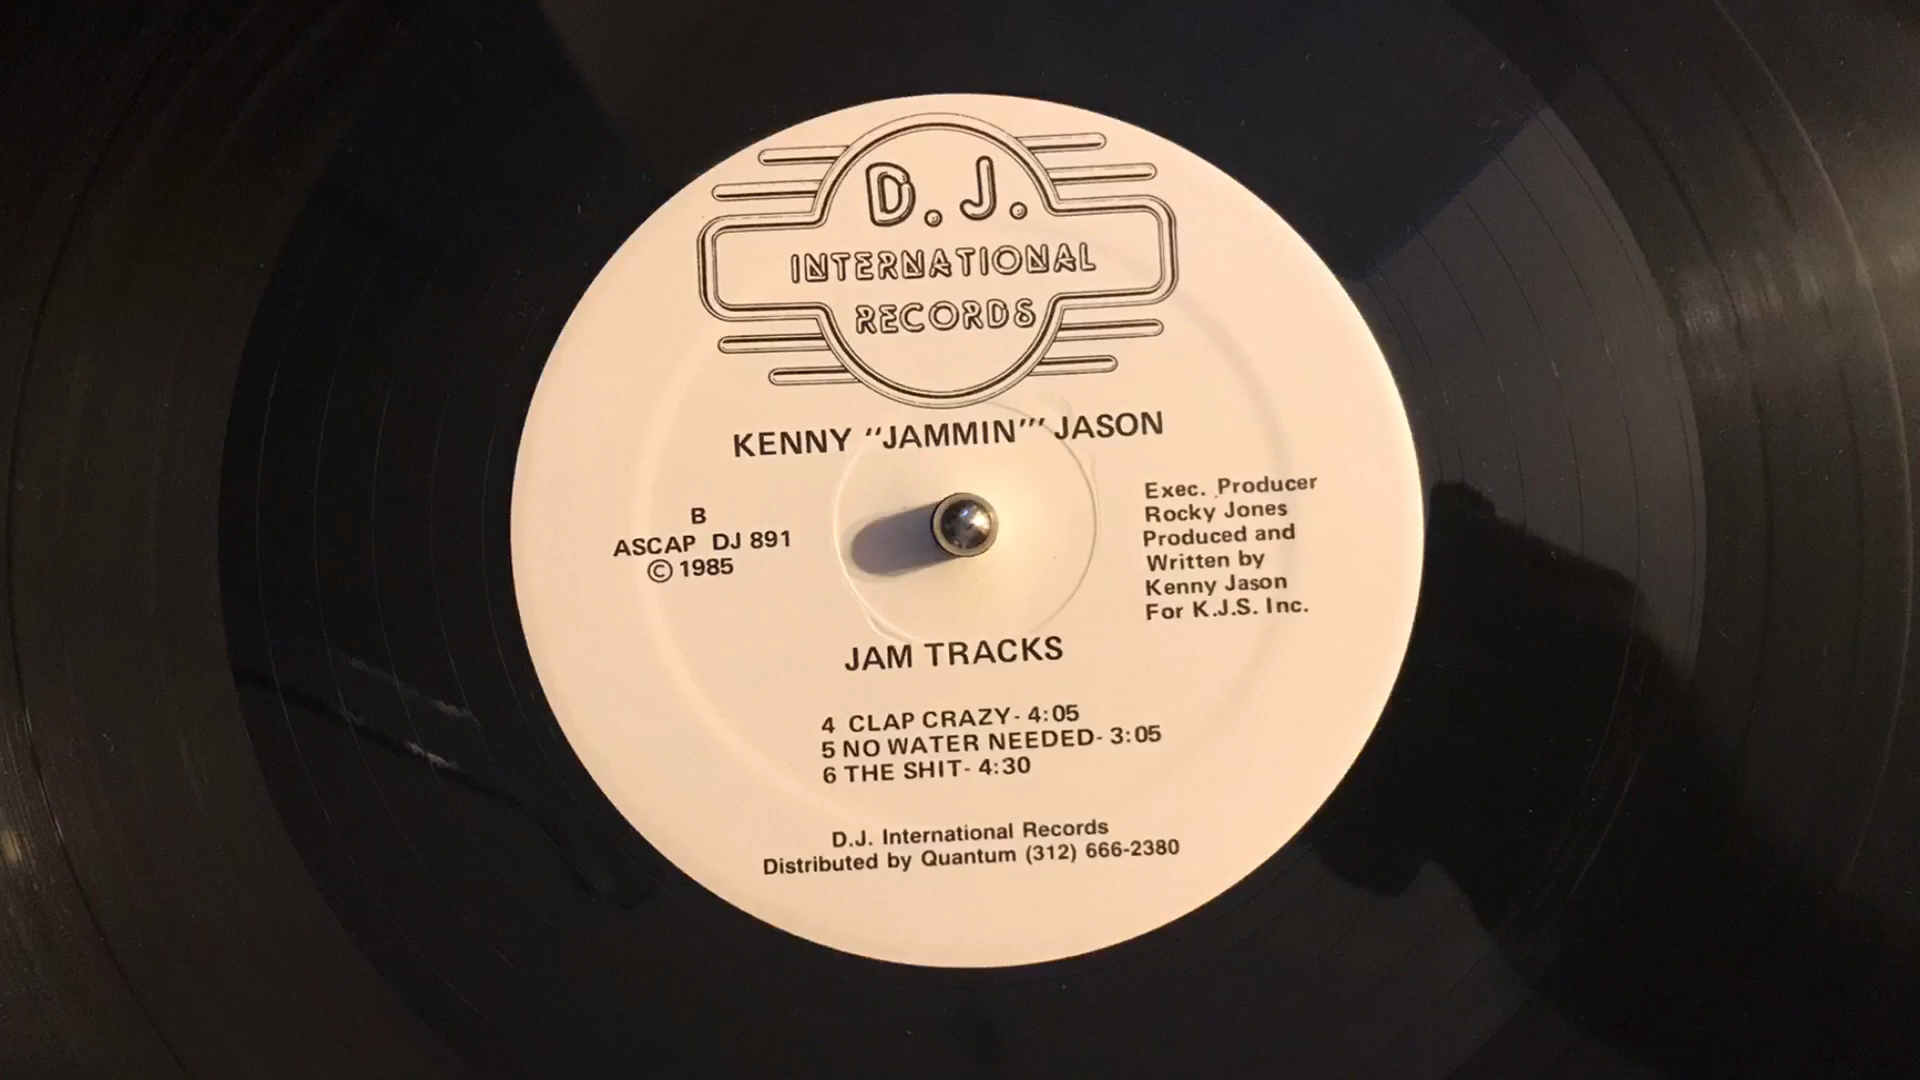 D.J.
INTERNATIONAL
RECORDS
KENNY "JAMMIN'" JASON
B
ASCAP DJ 891
© 1985
Exec. Producer
Rocky Jones
Produced and
Written by
Kenny Jason
For K.J.S. Inc.
JAM TRACKS
4 CLAP CRAZY- 4:05
5 NO WATER NEEDED- 3:05
6 THE SHIT- 4:30
D.J. International Records
Distributed by Quantum (312) 666-2380